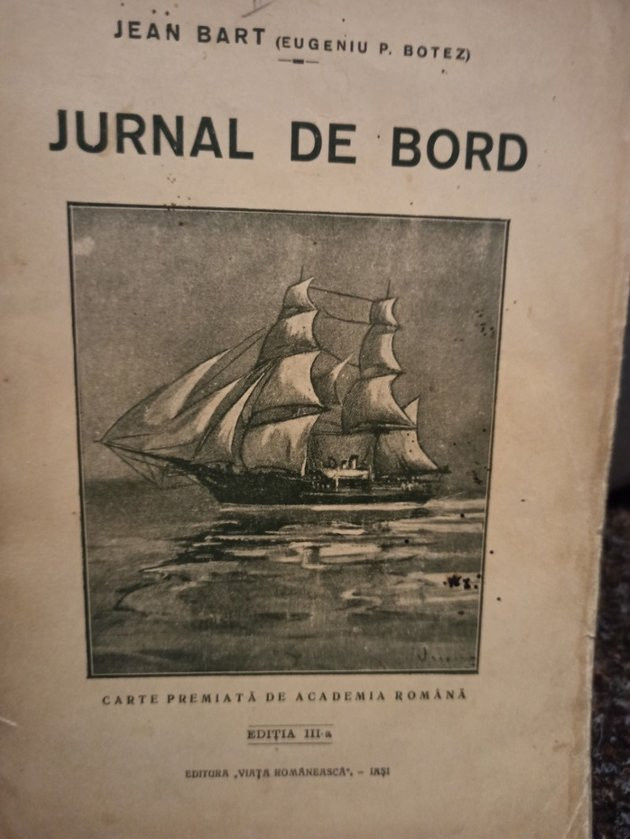 JEAN BART (EUGENIU P. BOTEZ)
JURNAL DE BORD
CARTE PREMIATĂ DE ACADEMIA ROMÂNĂ
EDIȚIA III-a
EDITURA „VIAȚA ROMÂNEASCĂ”, – IAȘI